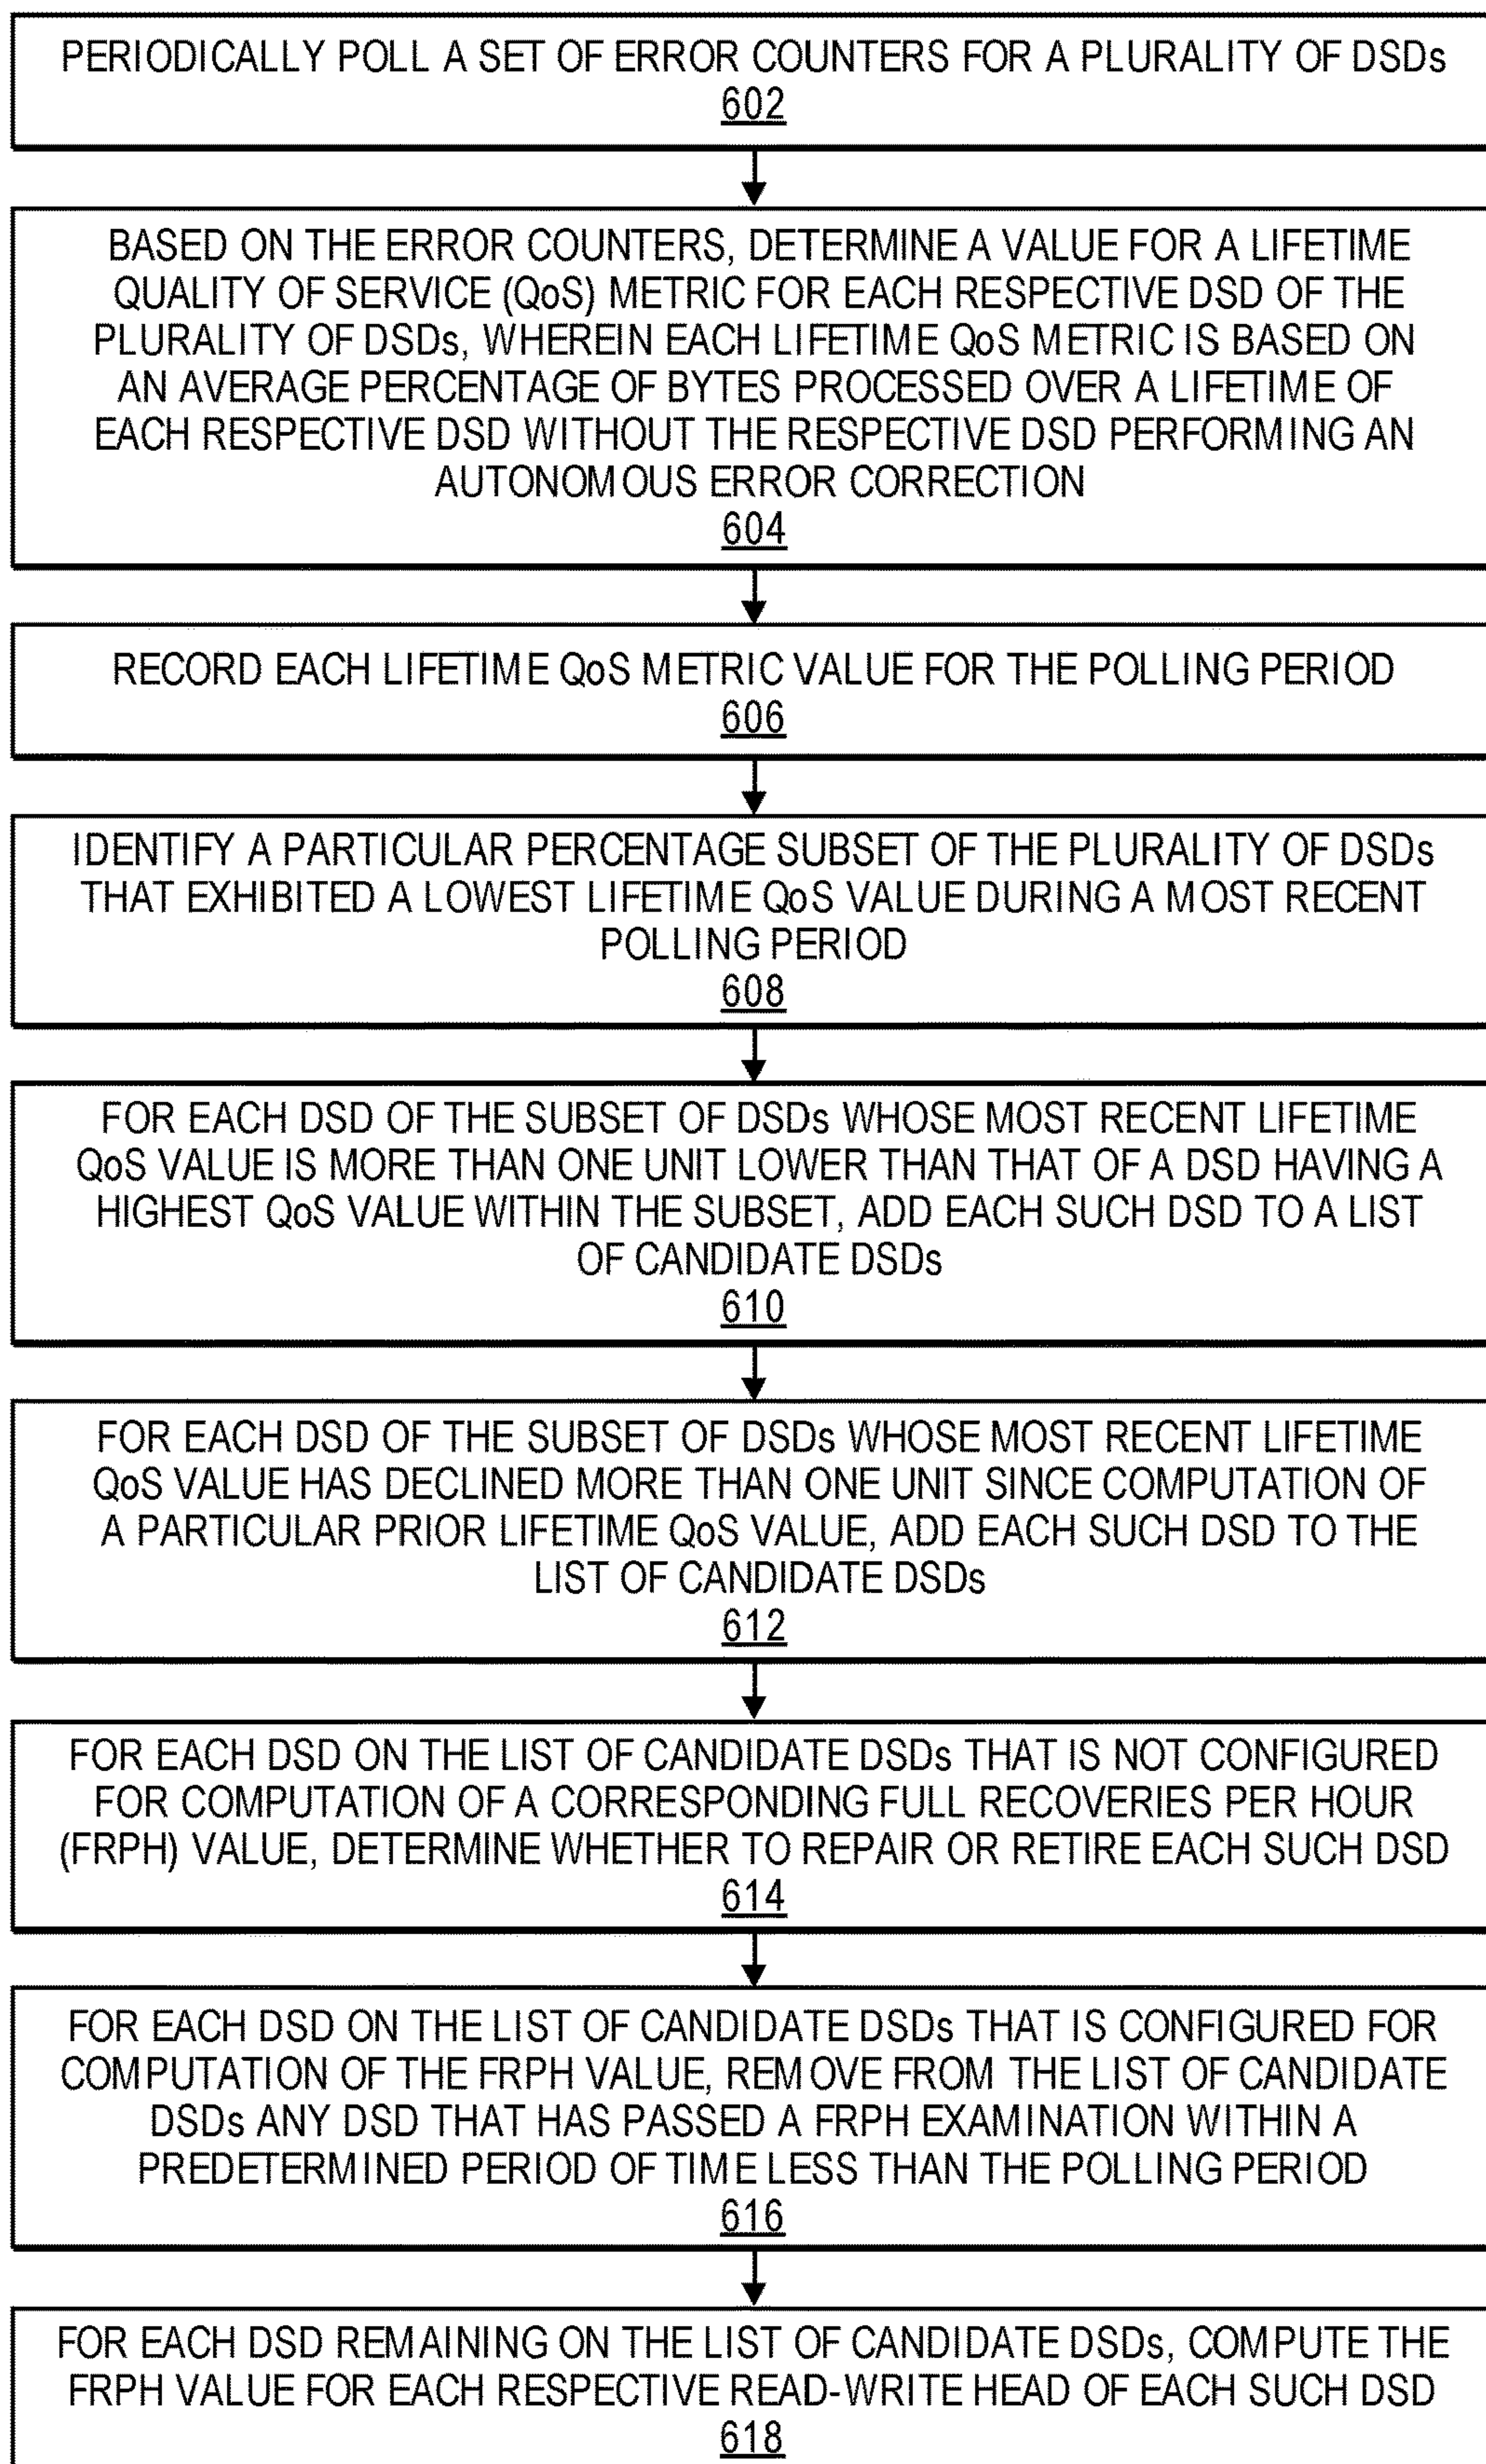 PERIODICALLY POLL A SET OF ERROR COUNTERS FOR A PLURALITY OF DSDs
602
BASED ON THE ERROR COUNTERS, DETERMINE A VALUE FOR A LIFETIME
QUALITY OF SERVICE (QoS) METRIC FOR EACH RESPECTIVE DSD OF THE
PLURALITY OF DSDs, WHEREIN EACH LIFETIME QoS METRIC IS BASED ON
AN AVERAGE PERCENTAGE OF BYTES PROCESSED OVER A LIFETIME OF
EACH RESPECTIVE DSD WITHOUT THE RESPECTIVE DSD PERFORMING AN
AUTONOMOUS ERROR CORRECTION
604
RECORD EACH LIFETIME QoS METRIC VALUE FOR THE POLLING PERIOD
606
IDENTIFY A PARTICULAR PERCENTAGE SUBSET OF THE PLURALITY OF DSDs
THAT EXHIBITED A LOWEST LIFETIME QoS VALUE DURING A MOST RECENT
POLLING PERIOD
608
FOR EACH DSD OF THE SUBSET OF DSDs WHOSE MOST RECENT LIFETIME
QoS VALUE IS MORE THAN ONE UNIT LOWER THAN THAT OF A DSD HAVING A
HIGHEST QoS VALUE WITHIN THE SUBSET, ADD EACH SUCH DSD TO A LIST
OF CANDIDATE DSDs
610
FOR EACH DSD OF THE SUBSET OF DSDs WHOSE MOST RECENT LIFETIME
QoS VALUE HAS DECLINED MORE THAN ONE UNIT SINCE COMPUTATION OF
A PARTICULAR PRIOR LIFETIME QoS VALUE, ADD EACH SUCH DSD TO THE
LIST OF CANDIDATE DSDs
612
FOR EACH DSD ON THE LIST OF CANDIDATE DSDs THAT IS NOT CONFIGURED
FOR COMPUTATION OF A CORRESPONDING FULL RECOVERIES PER HOUR
(FRPH) VALUE, DETERMINE WHETHER TO REPAIR OR RETIRE EACH SUCH DSD
614
FOR EACH DSD ON THE LIST OF CANDIDATE DSDs THAT IS CONFIGURED FOR
COMPUTATION OF THE FRPH VALUE, REMOVE FROM THE LIST OF CANDIDATE
DSDs ANY DSD THAT HAS PASSED A FRPH EXAMINATION WITHIN A
PREDETERMINED PERIOD OF TIME LESS THAN THE POLLING PERIOD
616
FOR EACH DSD REMAINING ON THE LIST OF CANDIDATE DSDs, COMPUTE THE
FRPH VALUE FOR EACH RESPECTIVE READ-WRITE HEAD OF EACH SUCH DSD
618